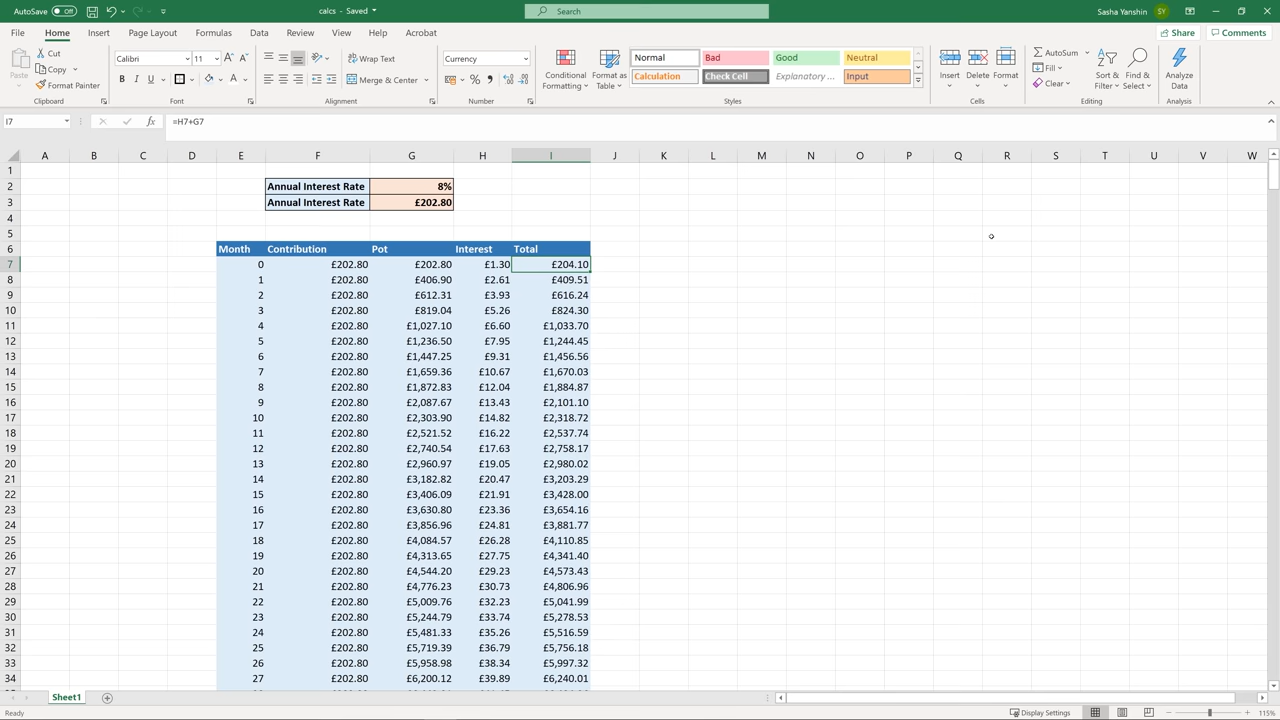 AutoSave Off calcs - Saved Search Sasha Yanshin SY
File Home Insert Page Layout Formulas Data Review View Help Acrobat Share Comments
Paste Cut Copy Format Painter Clipboard
Calibri 11 B I U Font
Wrap Text Merge & Center Alignment
Currency % Number
Conditional Formatting Format as Table Normal Bad Good Neutral Calculation Check Cell Explanatory ... Input Styles
Insert Delete Format Cells
AutoSum Fill Clear Sort & Filter Find & Select Editing
Analyze Data Analysis
I7 fx =H7+G7
A B C D E F G H I J K L M N O P Q R S T U V W
1
2 Annual Interest Rate 8%
3 Annual Interest Rate £202.80
4
5
6 Month Contribution Pot Interest Total
7 0 £202.80 £202.80 £1.30 £204.10
8 1 £202.80 £406.90 £2.61 £409.51
9 2 £202.80 £612.31 £3.93 £616.24
10 3 £202.80 £819.04 £5.26 £824.30
11 4 £202.80 £1,027.10 £6.60 £1,033.70
12 5 £202.80 £1,236.50 £7.95 £1,244.45
13 6 £202.80 £1,447.25 £9.31 £1,456.56
14 7 £202.80 £1,659.36 £10.67 £1,670.03
15 8 £202.80 £1,872.83 £12.04 £1,884.87
16 9 £202.80 £2,087.67 £13.43 £2,101.10
17 10 £202.80 £2,303.90 £14.82 £2,318.72
18 11 £202.80 £2,521.52 £16.22 £2,537.74
19 12 £202.80 £2,740.54 £17.63 £2,758.17
20 13 £202.80 £2,960.97 £19.05 £2,980.02
21 14 £202.80 £3,182.82 £20.47 £3,203.29
22 15 £202.80 £3,406.09 £21.91 £3,428.00
23 16 £202.80 £3,630.80 £23.36 £3,654.16
24 17 £202.80 £3,856.96 £24.81 £3,881.77
25 18 £202.80 £4,084.57 £26.28 £4,110.85
26 19 £202.80 £4,313.65 £27.75 £4,341.40
27 20 £202.80 £4,544.20 £29.23 £4,573.43
28 21 £202.80 £4,776.23 £30.73 £4,806.96
29 22 £202.80 £5,009.76 £32.23 £5,041.99
30 23 £202.80 £5,244.79 £33.74 £5,278.53
31 24 £202.80 £5,481.33 £35.26 £5,516.59
32 25 £202.80 £5,719.39 £36.79 £5,756.18
33 26 £202.80 £5,958.98 £38.34 £5,997.32
34 27 £202.80 £6,200.12 £39.89 £6,240.01
Sheet1
Ready Display Settings 115%